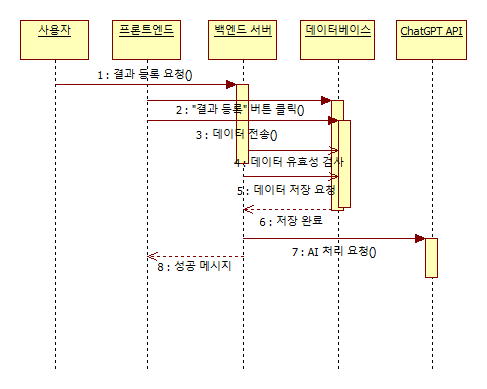 사용자
프론트엔드
백엔드 서버
데이터베이스
ChatGPT API
1 : 결과 등록 요청()
2 : "결과 등록" 버튼 클릭()
3 : 데이터 전송()
4 : 데이터 유효성 검사
5 : 데이터 저장 요청
6 : 저장 완료
7 : AI 처리 요청()
8 : 성공 메시지